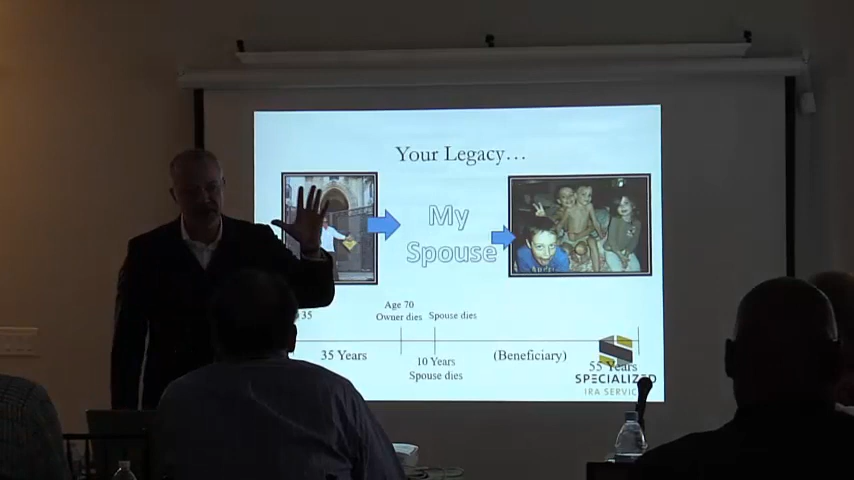 Your Legacy...
My
Spouse
35
Age 70
Owner dies
Spouse dies
35 Years
10 Years
Spouse dies
(Beneficiary)
55 Years
SPECIALIZED
IRA SERVICES